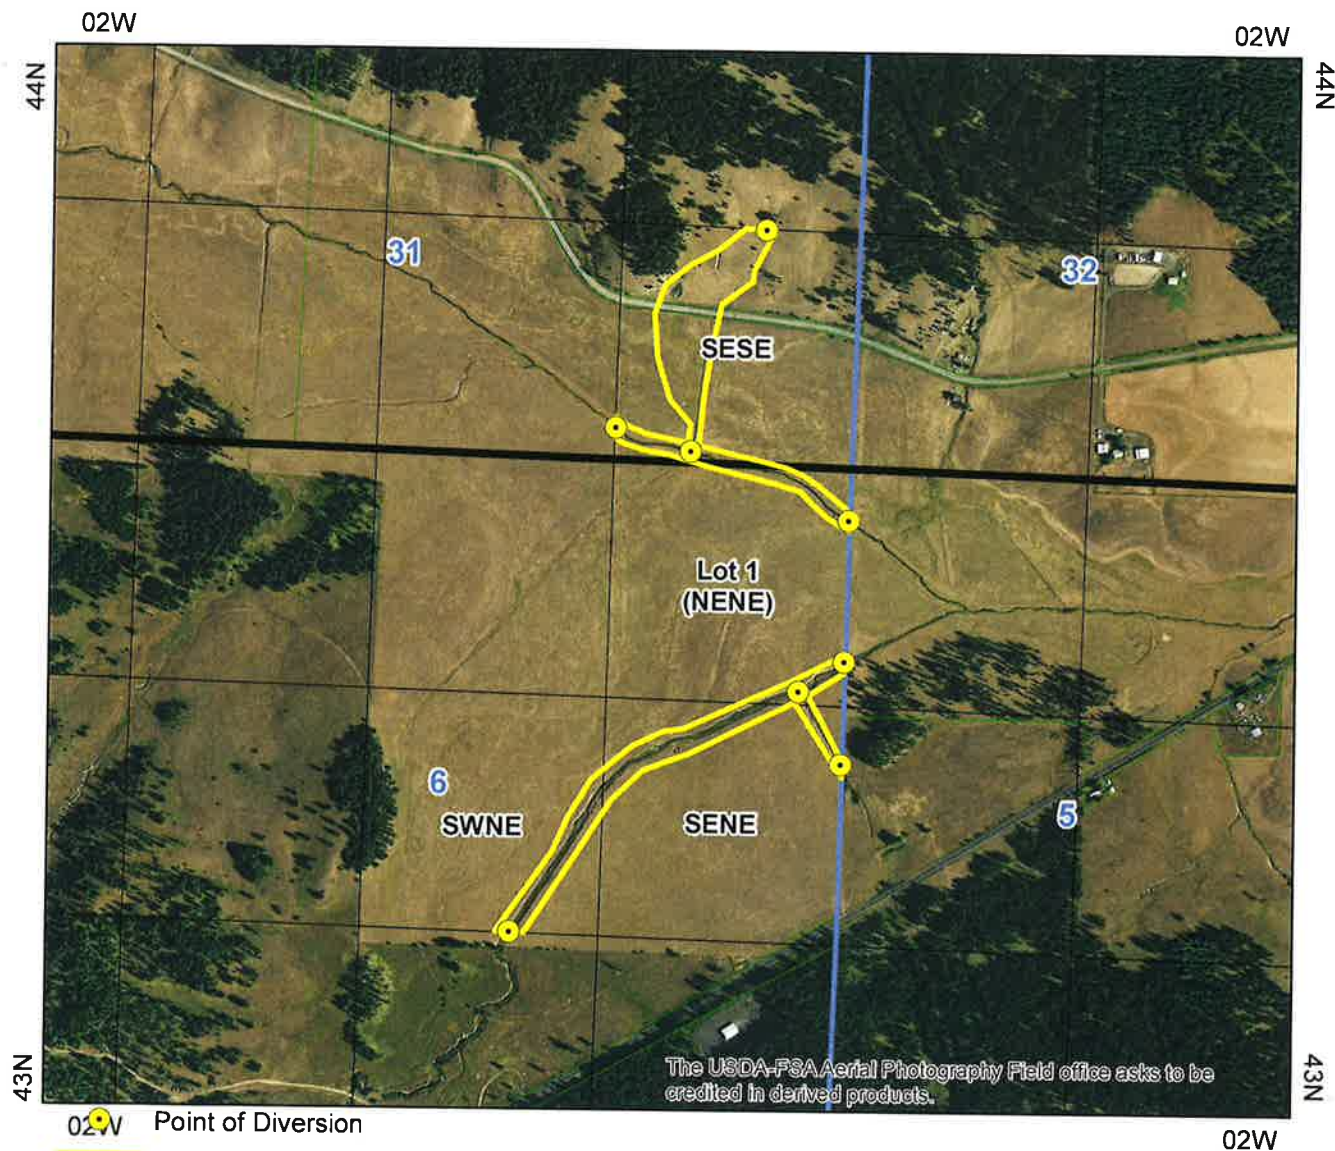 02W
02W
44N
44N
31
32
SESE
Lot 1
(NENE)
6
SWNE
SENE
5
The USDA-FSA Aerial Photography Field office asks to be
credited in derived products.
43N
43N
02W
Point of Diversion
02W